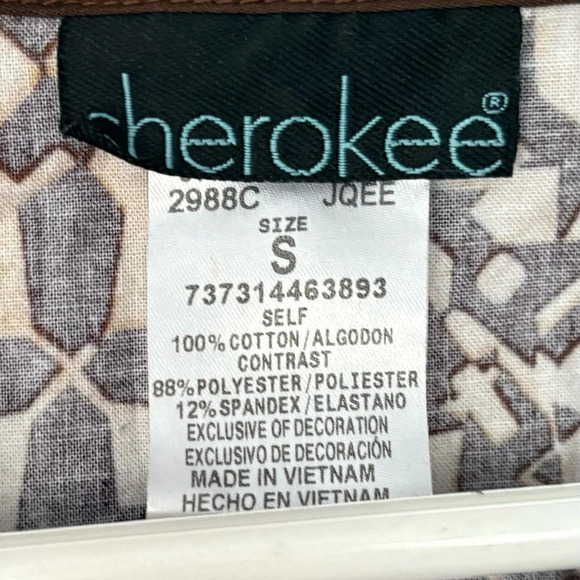 cherokee®
2988C JQEE
SIZE
S
737314463893
SELF
100% COTTON/ALGODON
CONTRAST
88%POLYESTER/POLIESTER
12%SPANDEX/ELASTANO
EXCLUSIVE OF DECORATION
EXCLUSIVO DE DECORACIÓN
MADE IN VIETNAM
HECHO EN VIETNAM